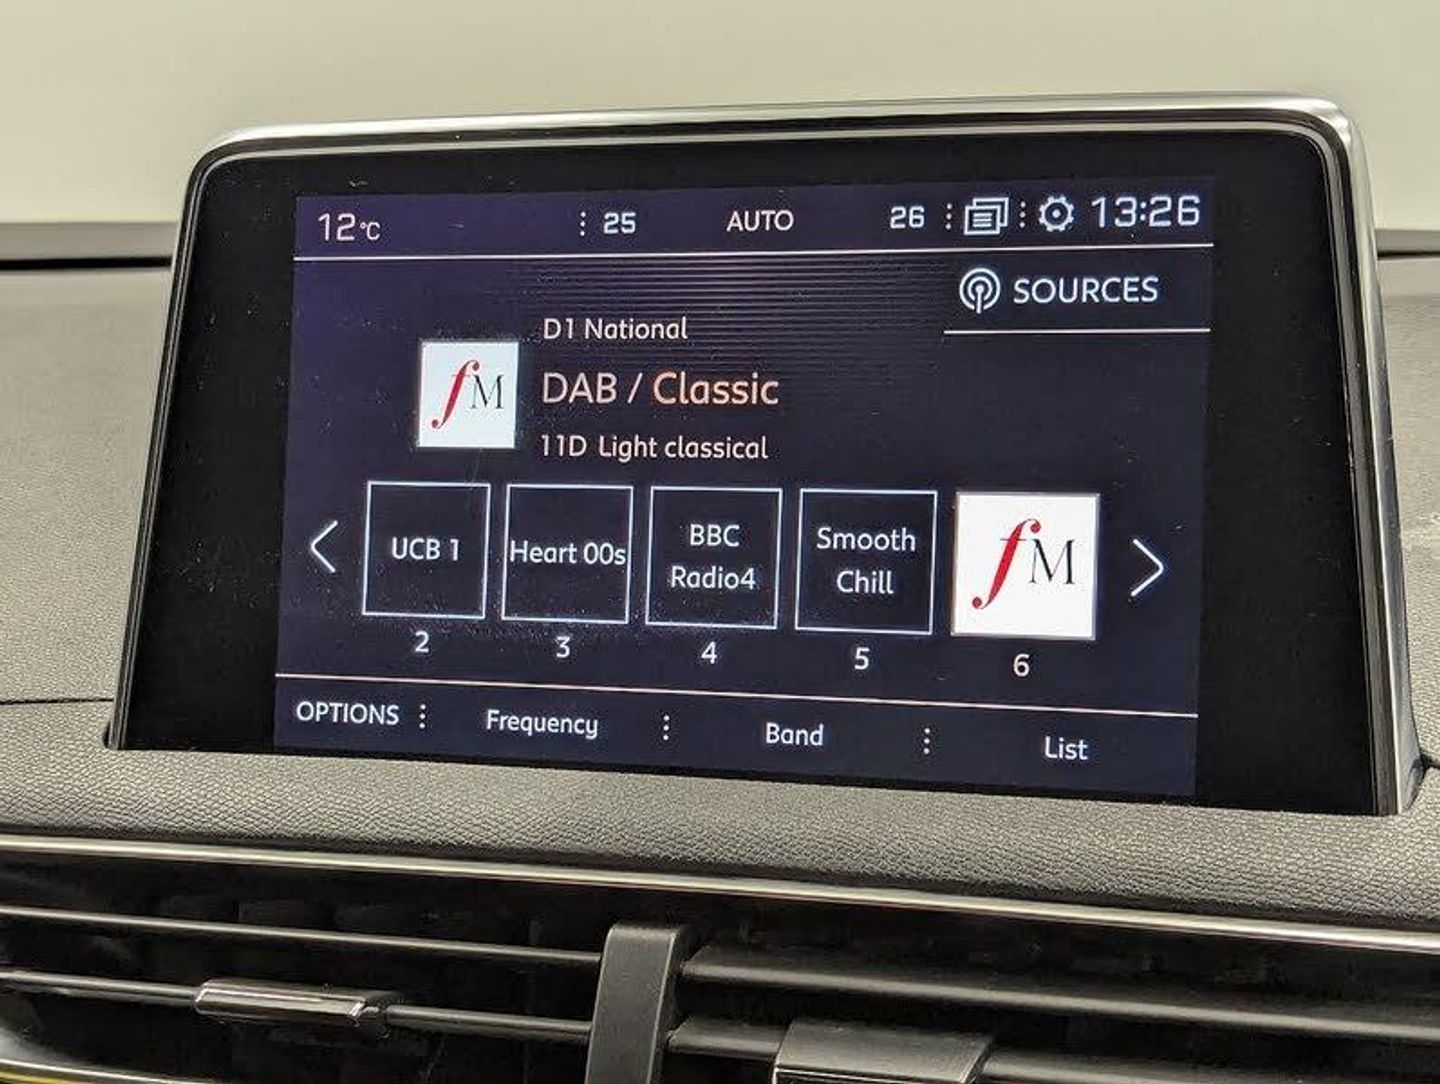 12°C
25
AUTO
26
13:26
SOURCES
D1 National
fM
DAB / Classic
11D Light classical
UCB 1
Heart 00s
BBC
Radio4
Smooth
Chill
fM
2
3
4
5
6
OPTIONS
Frequency
Band
List